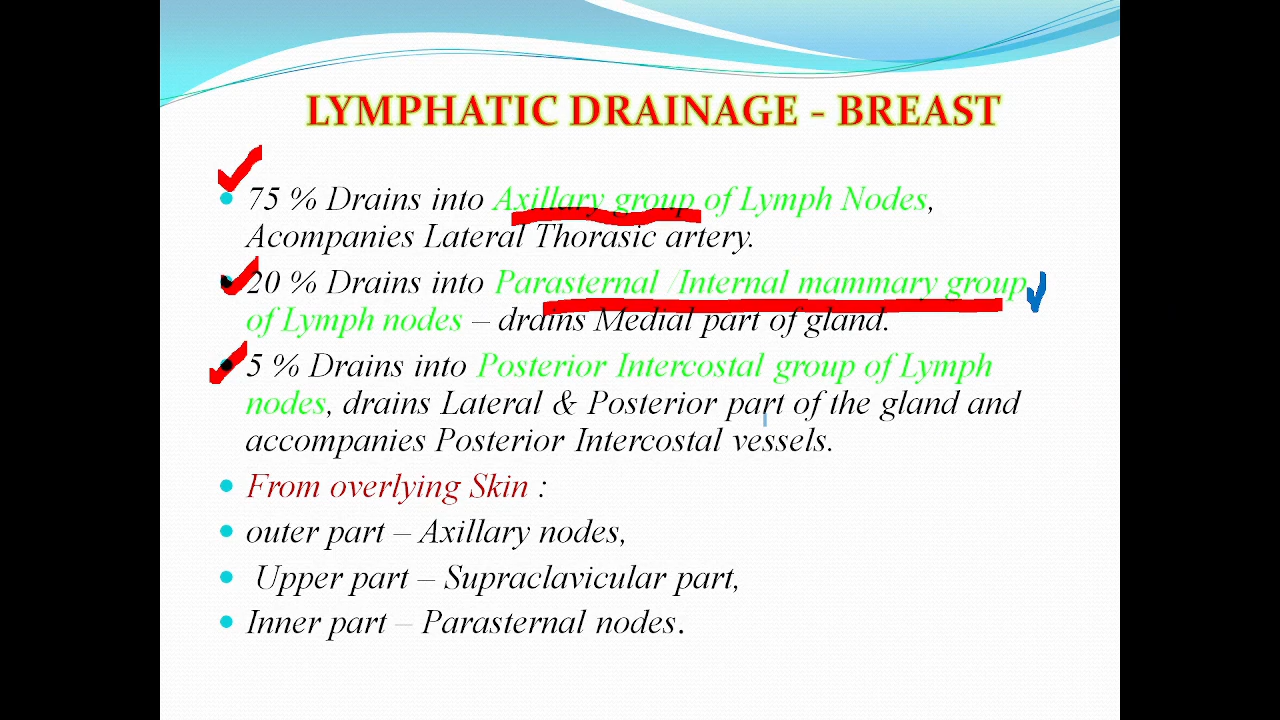 LYMPHATIC DRAINAGE - BREAST
75 % Drains into Axillary group of Lymph Nodes,
Acompanies Lateral Thorasic artery.
20 % Drains into Parasternal /Internal mammary group
of Lymph nodes – drains Medial part of gland.
5 % Drains into Posterior Intercostal group of Lymph
nodes, drains Lateral & Posterior part of the gland and
accompanies Posterior Intercostal vessels.
From overlying Skin :
outer part – Axillary nodes,
Upper part – Supraclavicular part,
Inner part – Parasternal nodes.